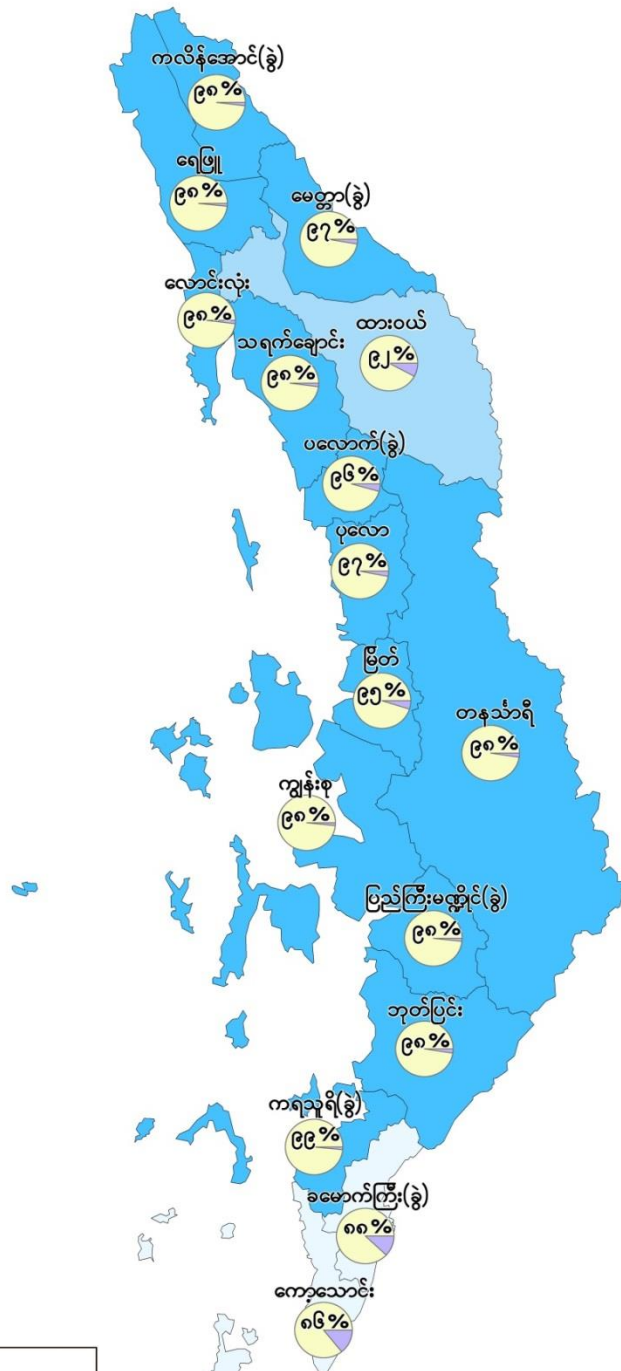 ကလိန်အောင်(ခွဲ)
၉၈%
ရေဖြူ
၉၈%
မေတ္တာ(ခွဲ)
၉၇%
လောင်းလုံး
၉၈%
ထားဝယ်
၉၂%
သရက်ချောင်း
၉၈%
ပလောက်(ခွဲ)
၉၆%
ပုလော
၉၇%
မြိတ်
၉၅%
တနင်္သာရီ
၉၈%
ကျွန်းစု
၉၈%
ပြည်ကြီးမဏ္ဍိုင်(ခွဲ)
၉၈%
ဘုတ်ပြင်း
၉၈%
ကရသူရိ(ခွဲ)
၉၉%
ခမောက်ကြီး(ခွဲ)
၈၈%
ကော့သောင်း
၈၆%